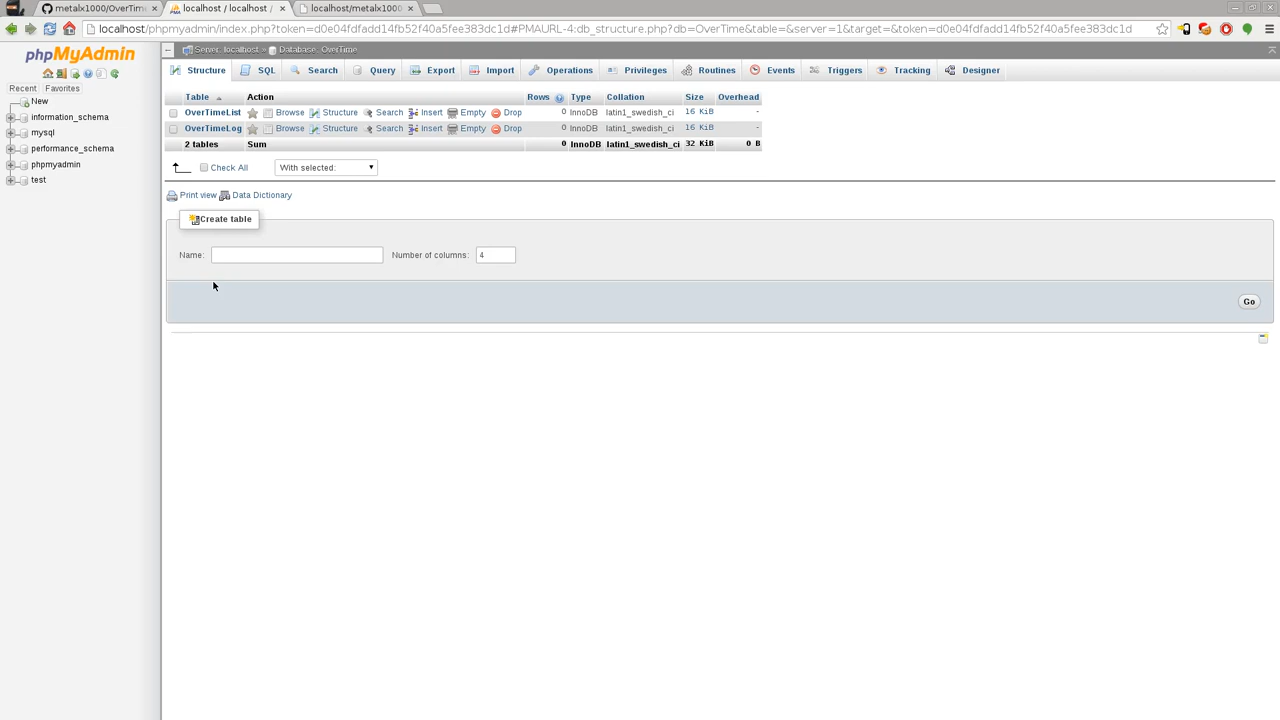 metalx1000/OverTim
localhost / localhost /
localhost/metalx1000
localhost/phpmyadmin/index.php?token=d0e04fdfadd14fb52f40a5fee383dc1d#PMAURL-4:db_structure.php?db=OverTime&table=&server=1&target=&token=d0e04fdfadd14fb52f40a5fee383dc1d
phpMyAdmin
Recent Favorites
New
information_schema
mysql
performance_schema
phpmyadmin
test
Server: localhost » Database: OverTime
Structure SQL Search Query Export Import Operations Privileges Routines Events Triggers Tracking Designer
Table Action Rows Type Collation Size Overhead
OverTimeList Browse Structure Search Insert Empty Drop 0 InnoDB latin1_swedish_ci 16 KiB -
OverTimeLog Browse Structure Search Insert Empty Drop 0 InnoDB latin1_swedish_ci 16 KiB -
2 tables Sum 0 InnoDB latin1_swedish_ci 32 KiB 0 B
Check All With selected:
Print view Data Dictionary
Create table
Name: Number of columns: 4
Go